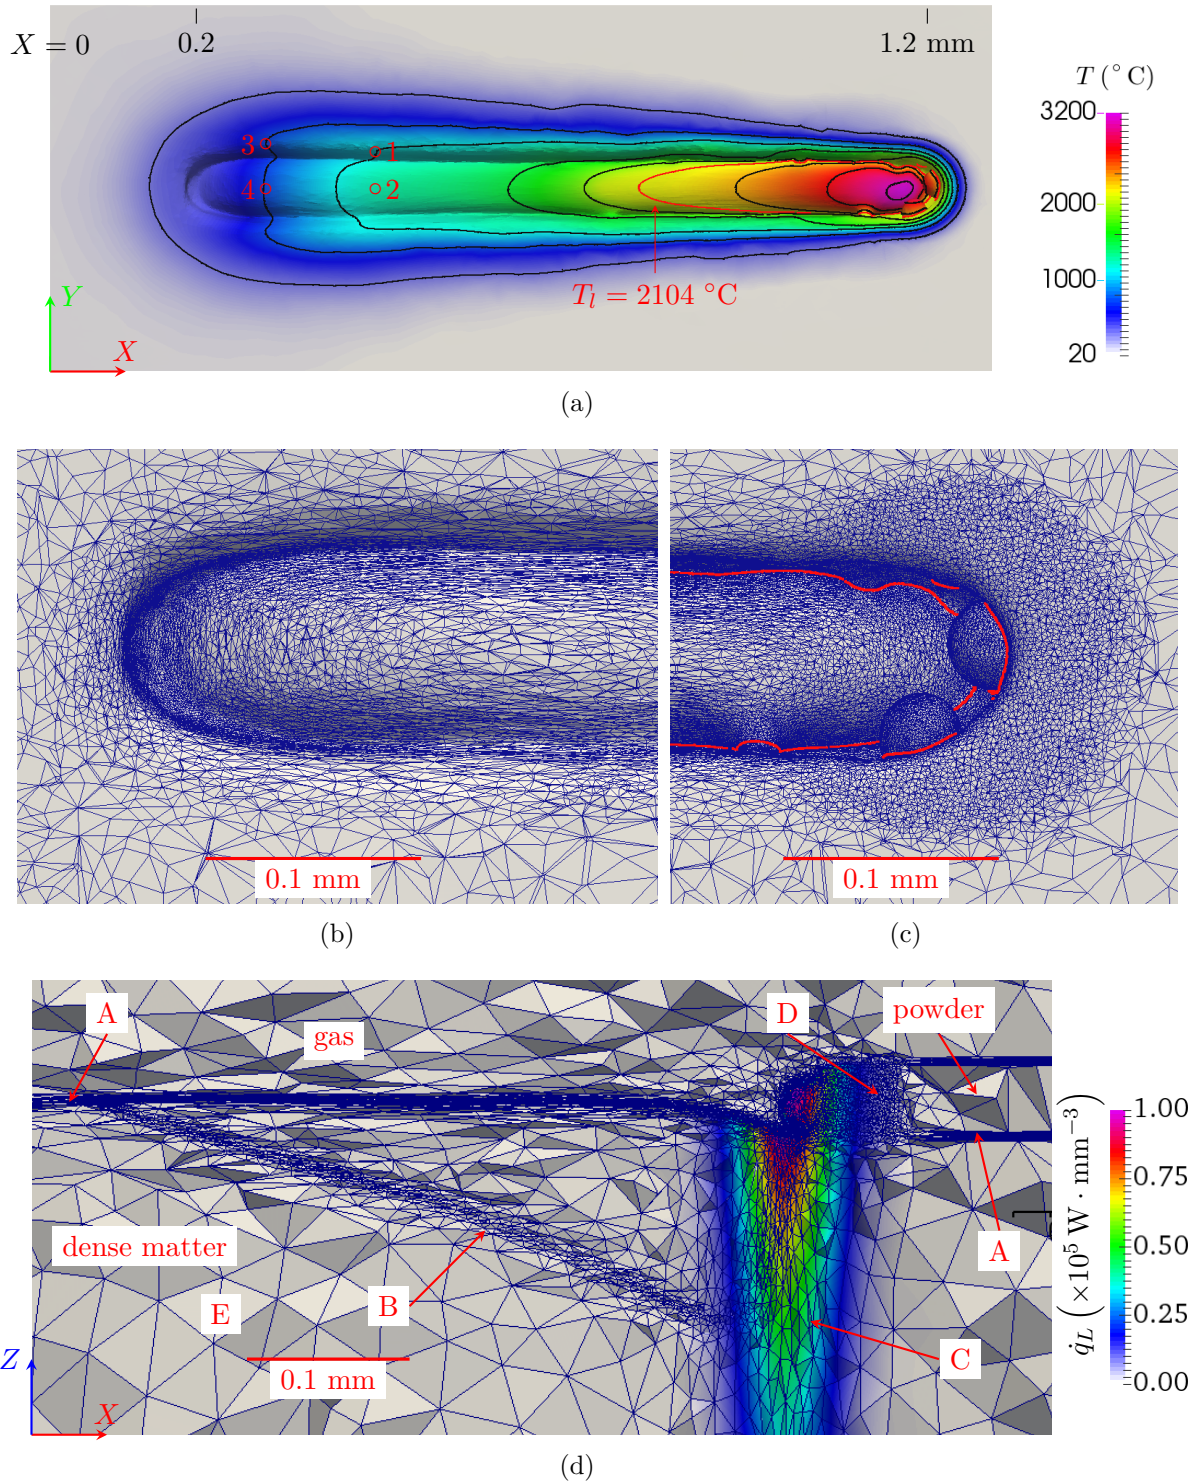 X = 0
0.2
1.2 mm
T (°C)
3200
2000
1000
20
3
1
4
2
T_l = 2104 °C
Y
X
(a)
0.1 mm
0.1 mm
(b)
(c)
A
gas
D
powder
dense matter
E
B
A
C
0.1 mm
Z
X
q̇_L (×10⁵ W · mm⁻³)
1.00
0.75
0.50
0.25
0.00
(d)